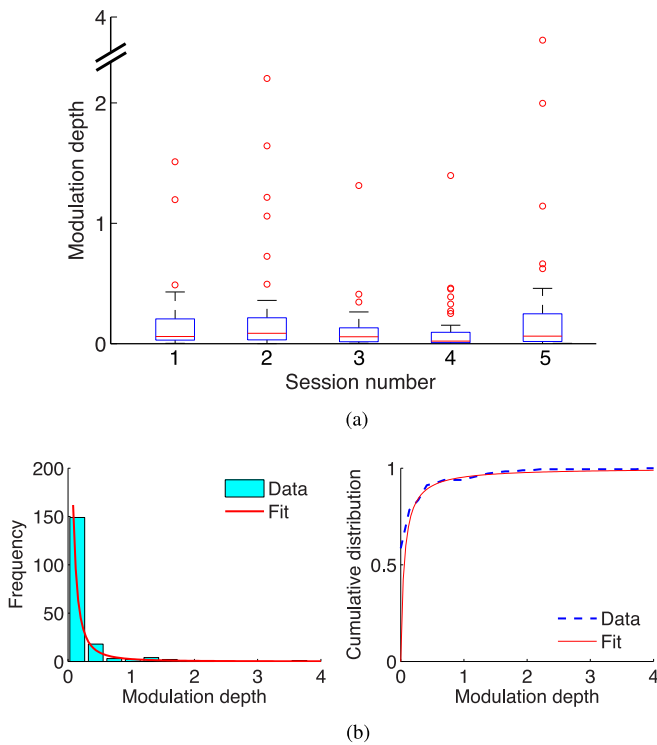 4
2
1
0
Modulation depth
1 2 3 4 5
Session number
(a)
200
150
100
50
0
Frequency
Data
Fit
0 1 2 3 4
Modulation depth
1
0.5
0
Cumulative distribution
Data
Fit
0 1 2 3 4
Modulation depth
(b)